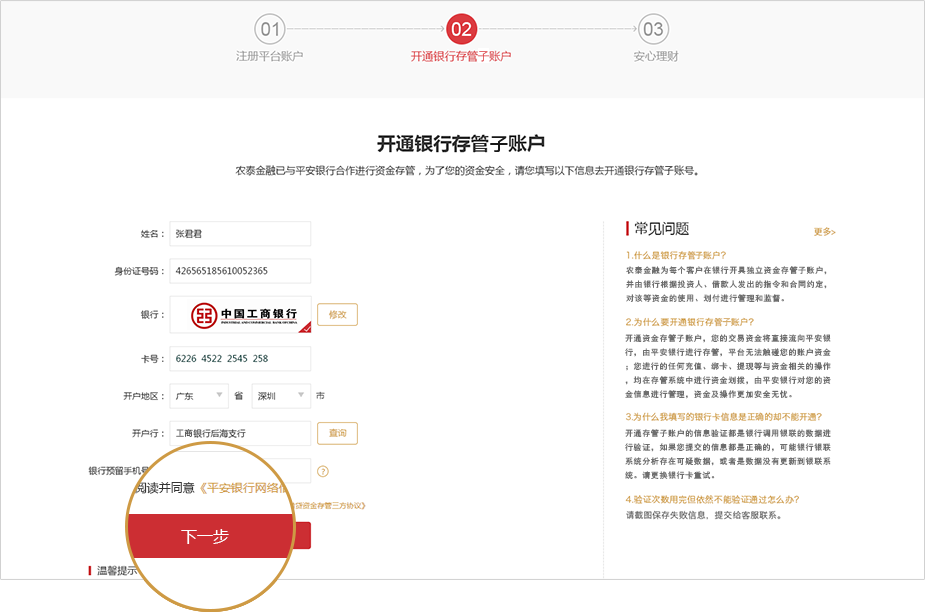 01
02
03
注册平台账户
开通银行存管子账户
安心理财
开通银行存管子账户
农泰金融已与平安银行合作进行资金存管，为了您的资金安全，请您填写以下信息去开通银行存管子账号。
姓名：
张君君
身份证号码：
426565185610052365
银行：
中国工商银行
INDUSTRIAL AND COMMERCIAL BANK OF CHINA
修改
卡号：
6226 4522 2545 258
开户地区：
广东
省
深圳
市
开户行：
工商银行后海支行
查询
银行预留手机号
?
阅读并同意《平安银行网络借
贷资金存管三方协议》
下一步
温馨提示
常见问题
更多>
1.什么是银行存管子账户?
农泰金融为每个客户在银行开具独立资金存管子账户，
并由银行根据投资人、借款人发出的指令和合同约定，
对该等资金的使用、划付进行管理和监督。
2.为什么要开通银行存管子账户?
开通资金存管子账户，您的交易资金将直接流向平安银
行，由平安银行进行存管，平台无法触碰您的账户资金
；您进行的任何充值、绑卡、提现等与资金相关的操作
，均在存管系统中进行资金划拨，由平安银行对您的资
金信息进行管理，资金及操作更加安全无忧。
3.为什么我填写的银行卡信息是正确的却不能开通?
开通存管子账户的信息验证都是银行调用银联的数据进
行验证，如果您提交的信息都是正确的，可能银行银联
系统分析存在可疑数据，或者是数据没有更新到银联系
统。请更换银行卡重试。
4.验证次数用完但依然不能验证通过怎么办?
请截图保存失败信息，提交给客服联系。